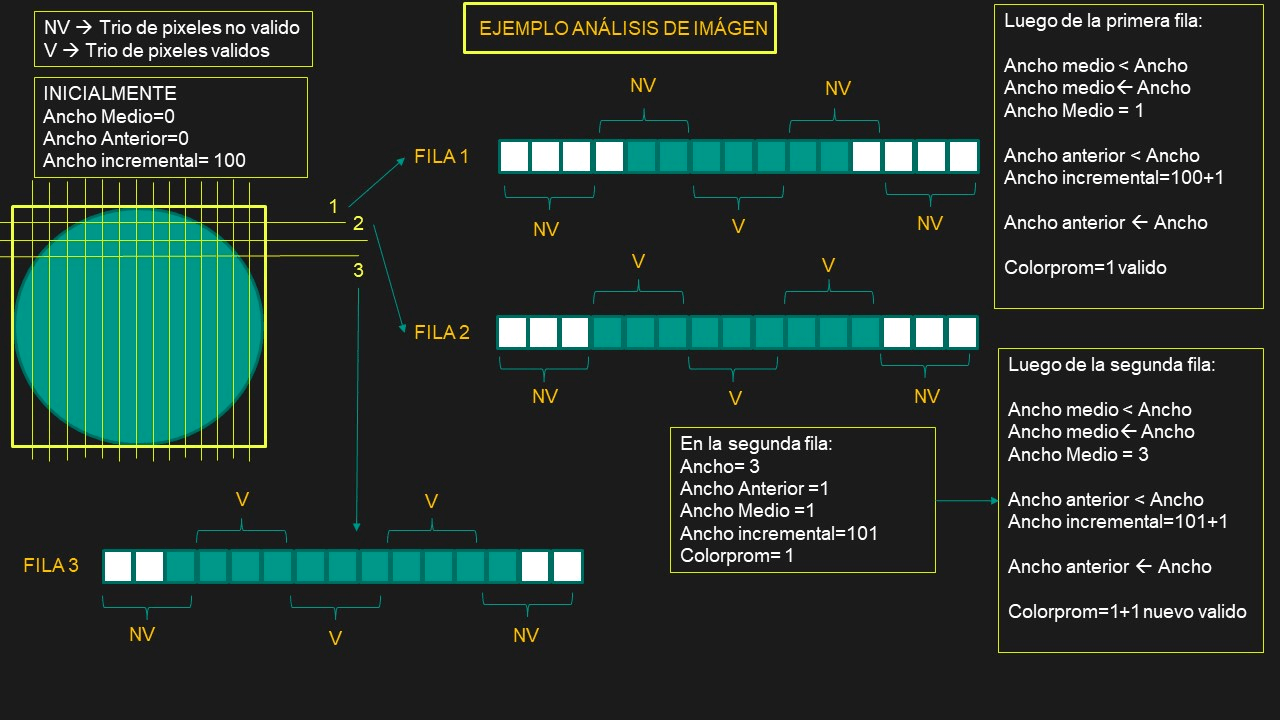 NV → Trio de pixeles no valido
V → Trio de pixeles validos
EJEMPLO ANÁLISIS DE IMÁGEN
INICIALMENTE
Ancho Medio=0
Ancho Anterior=0
Ancho incremental= 100
1
2
3
FILA 1
NV
NV
NV
V
NV
FILA 2
V
V
NV
V
NV
FILA 3
V
V
NV
V
NV
En la segunda fila:
Ancho= 3
Ancho Anterior =1
Ancho Medio =1
Ancho incremental=101
Colorprom= 1
Luego de la primera fila:
Ancho medio < Ancho
Ancho medio← Ancho
Ancho Medio = 1
Ancho anterior < Ancho
Ancho incremental=100+1
Ancho anterior ← Ancho
Colorprom=1 valido
Luego de la segunda fila:
Ancho medio < Ancho
Ancho medio← Ancho
Ancho Medio = 3
Ancho anterior < Ancho
Ancho incremental=101+1
Ancho anterior ← Ancho
Colorprom=1+1 nuevo valido